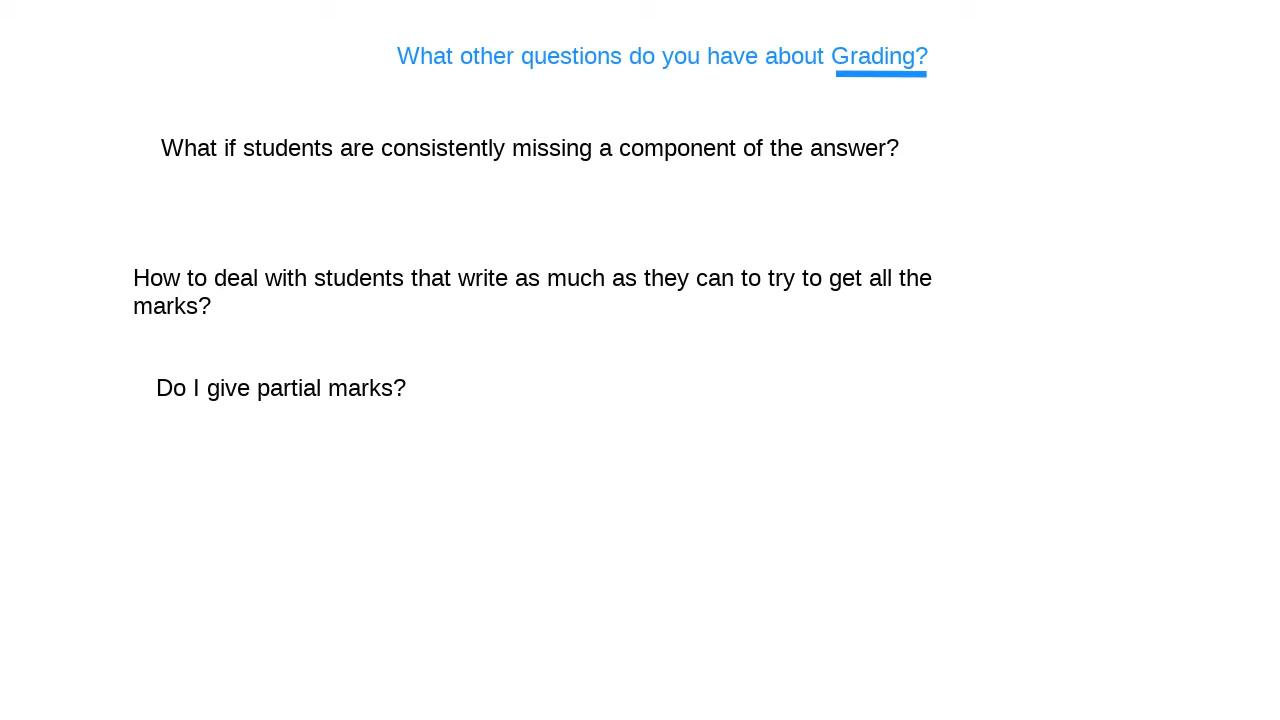 What other questions do you have about Grading?
What if students are consistently missing a component of the answer?
How to deal with students that write as much as they can to try to get all the
marks?
Do I give partial marks?